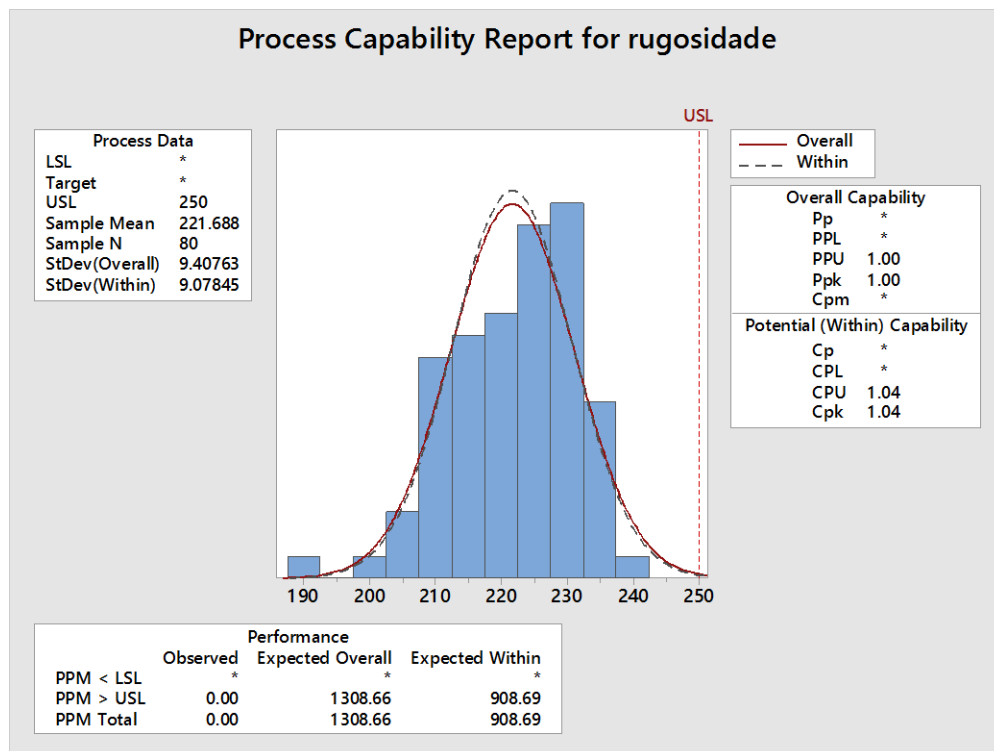 Process Capability Report for rugosidade
USL
Process Data
LSL *
Target *
USL 250
Sample Mean 221.688
Sample N 80
StDev(Overall) 9.40763
StDev(Within) 9.07845
Overall
Within
Overall Capability
Pp *
PPL *
PPU 1.00
Ppk 1.00
Cpm *
Potential (Within) Capability
Cp *
CPL *
CPU 1.04
Cpk 1.04
190 200 210 220 230 240 250
Performance
Observed Expected Overall Expected Within
PPM < LSL * * *
PPM > USL 0.00 1308.66 908.69
PPM Total 0.00 1308.66 908.69